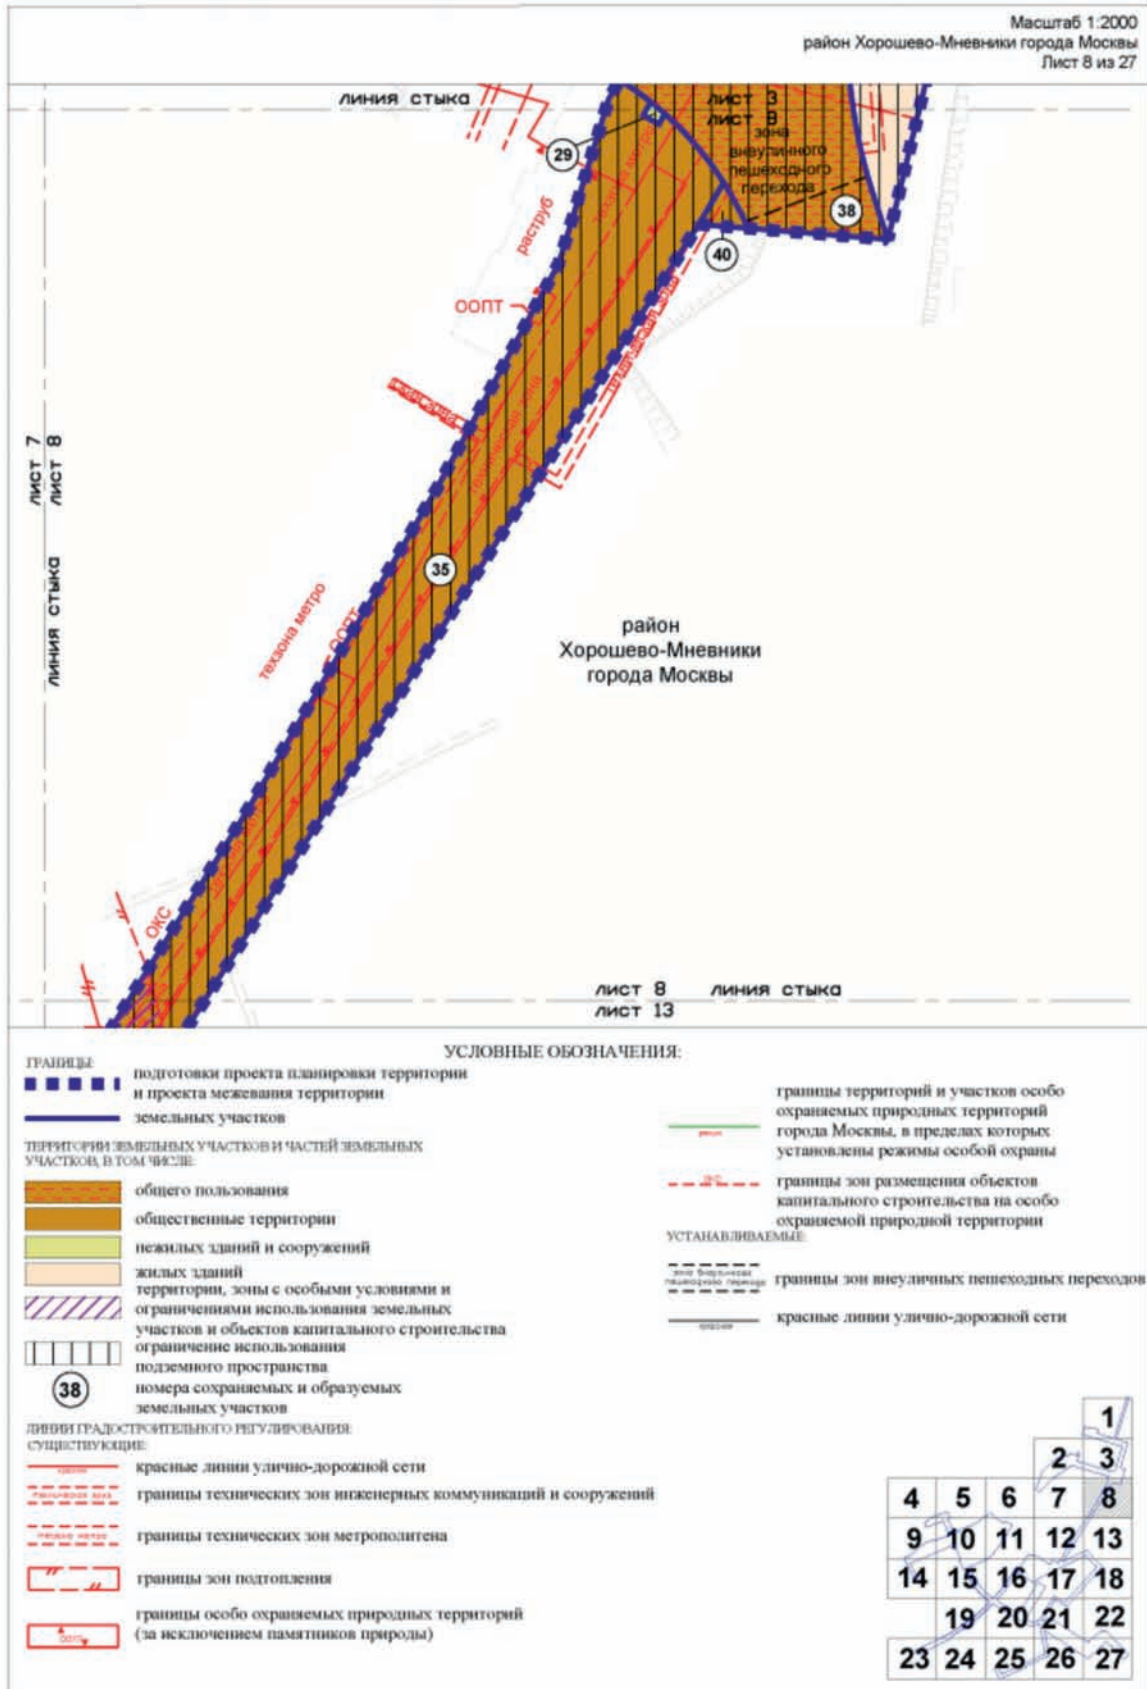 Масштаб 1:2000
район Хорошево-Мневники города Москвы
Лист 8 из 27
линия стыка
лист 3
лист 8
зона
внеуличного
пешеходного
перехода
29
38
40
раструб
ООПТ
техническая зона
лист 7
лист 8
линия стыка
35
техзона метро
ООПТ
район
Хорошево-Мневники
города Москвы
ОКС
лист 8 линия стыка
лист 13
УСЛОВНЫЕ ОБОЗНАЧЕНИЯ:
ГРАНИЦЫ:
подготовки проекта планировки территории
и проекта межевания территории
земельных участков
ТЕРРИТОРИИ ЗЕМЕЛЬНЫХ УЧАСТКОВ И ЧАСТЕЙ ЗЕМЕЛЬНЫХ
УЧАСТКОВ, В ТОМ ЧИСЛЕ:
общего пользования
общественные территории
нежилых зданий и сооружений
жилых зданий
территории, зоны с особыми условиями и
ограничениями использования земельных
участков и объектов капитального строительства
ограничение использования
подземного пространства
38
номера сохраняемых и образуемых
земельных участков
ЛИНИИ ГРАДОСТРОИТЕЛЬНОГО РЕГУЛИРОВАНИЯ:
СУЩЕСТВУЮЩИЕ:
красные линии улично-дорожной сети
техническая зона
границы технических зон инженерных коммуникаций и сооружений
техзона метро
границы технических зон метрополитена
границы зон подтопления
ООПТ
границы особо охраняемых природных территорий
(за исключением памятников природы)
границы территорий и участков особо
охраняемых природных территорий
города Москвы, в пределах которых
установлены режимы особой охраны
границы зон размещения объектов
капитального строительства на особо
охраняемой природной территории
УСТАНАВЛИВАЕМЫЕ:
зона внеуличного
пешеходного перехода
границы зон внеуличных пешеходных переходов
красные линии улично-дорожной сети
1
2 3
4 5 6 7 8
9 10 11 12 13
14 15 16 17 18
19 20 21 22
23 24 25 26 27